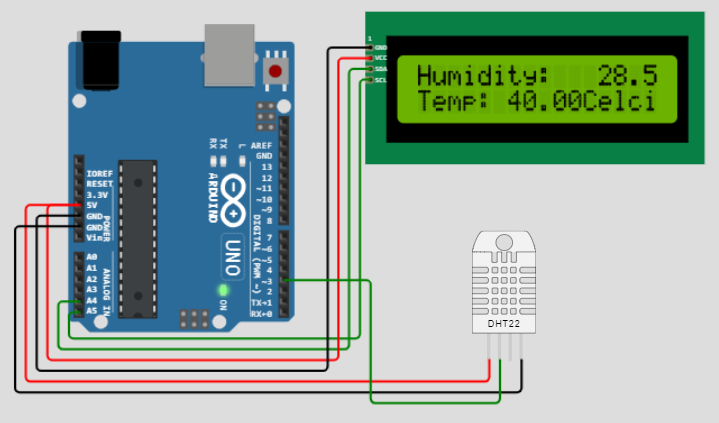 1
GND
VCC
SDA
SCL
Humidity: 28.5
Temp: 40.00Celci
RX
TX
L
AREF
GND
13
12
~11
~10
~9
8
7
~6
~5
4
~3
2
TX→1
RX←0
DIGITAL (PWM ~)
ARDUINO
UNO
ON
IOREF
RESET
3.3V
5V
GND
GND
Vin
POWER
A0
A1
A2
A3
A4
A5
ANALOG IN
DHT22